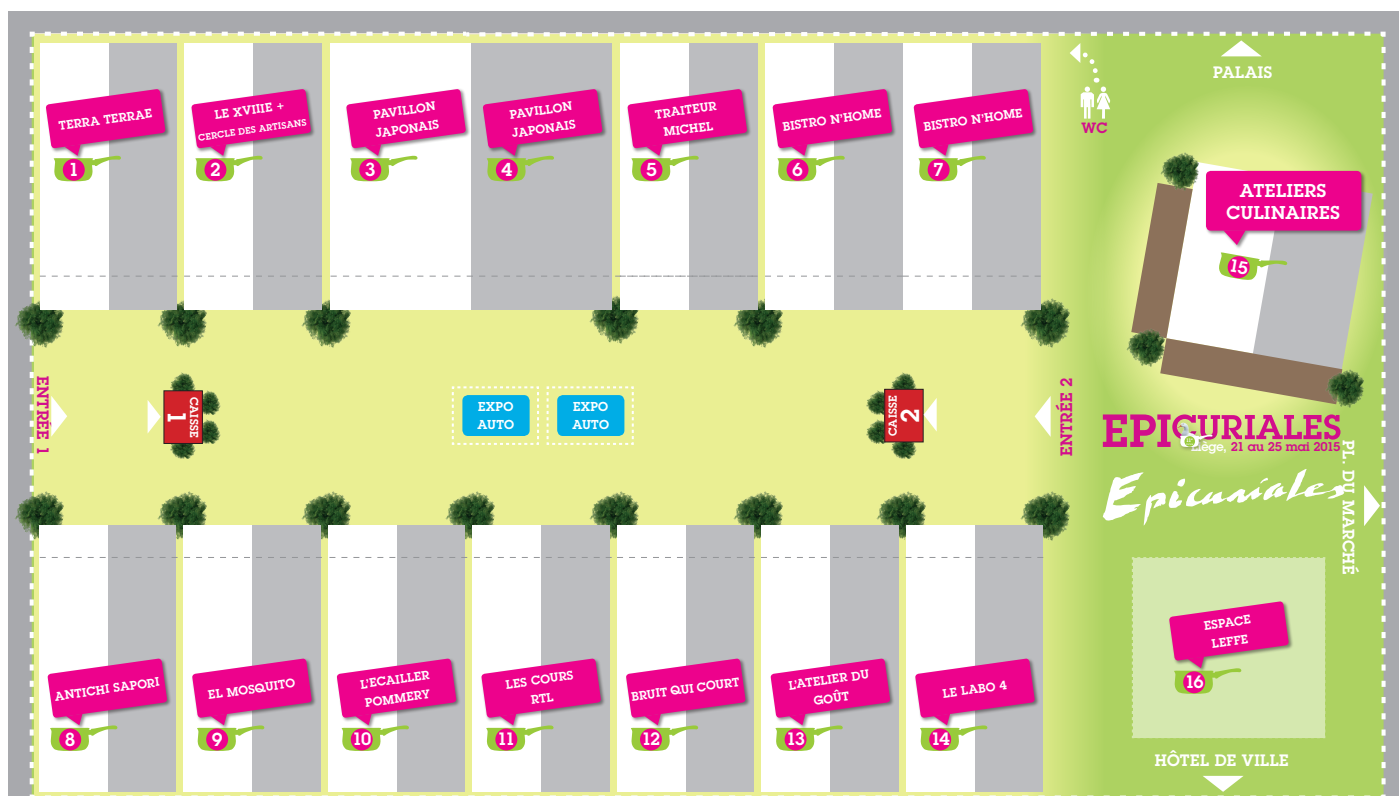 TERRA TERRAE
1
LE XVIIIE +
CERCLE DES ARTISANS
2
PAVILLON
JAPONAIS
3
PAVILLON
JAPONAIS
4
TRAITEUR
MICHEL
5
BISTRO N'HOME
6
BISTRO N'HOME
7
WC
PALAIS
ATELIERS
CULINAIRES
15
ENTRÉE 1
CAISSE
1
EXPO
AUTO
EXPO
AUTO
CAISSE
2
ENTRÉE 2
EPICURIALES
Liège, 21 au 25 mai 2015
Epicuriales
PL. DU MARCHÉ
ANTICHI SAPORI
8
EL MOSQUITO
9
L'ECAILLER
POMMERY
10
LES COURS
RTL
11
BRUIT QUI COURT
12
L'ATELIER DU
GOÛT
13
LE LABO 4
14
ESPACE
LEFFE
16
HÔTEL DE VILLE